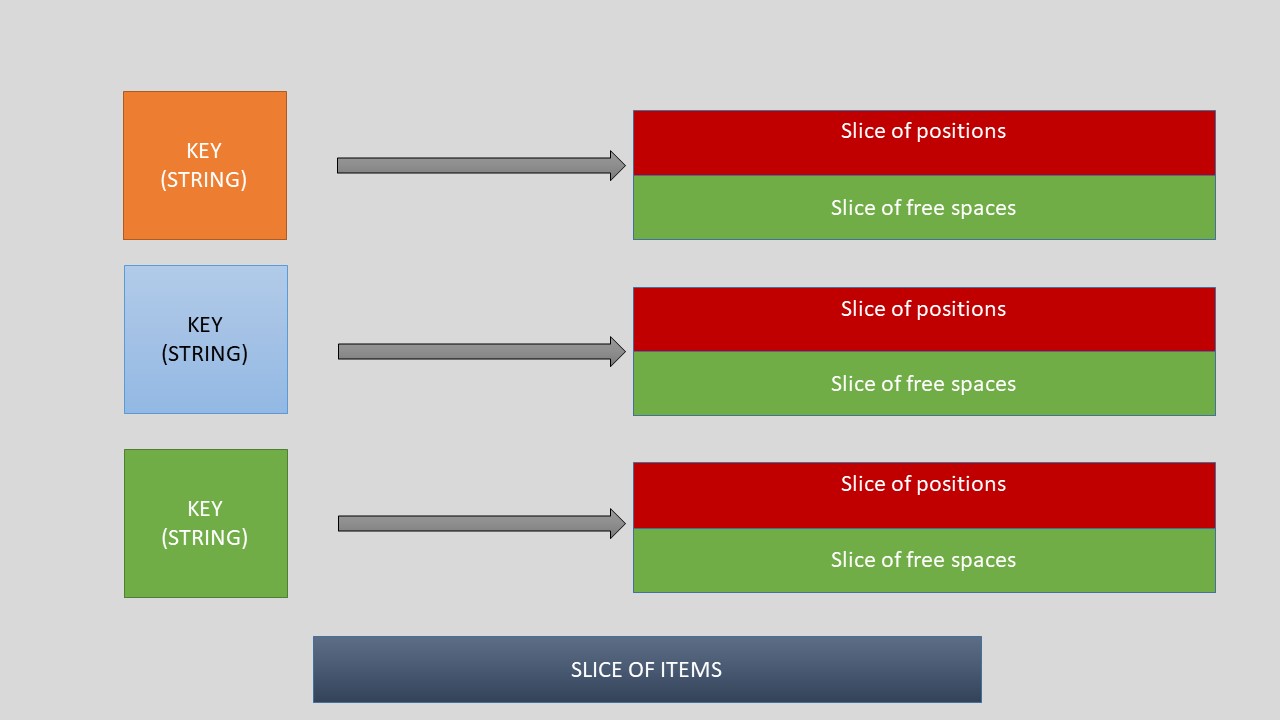 KEY
(STRING)
Slice of positions
Slice of free spaces
KEY
(STRING)
Slice of positions
Slice of free spaces
KEY
(STRING)
Slice of positions
Slice of free spaces
SLICE OF ITEMS